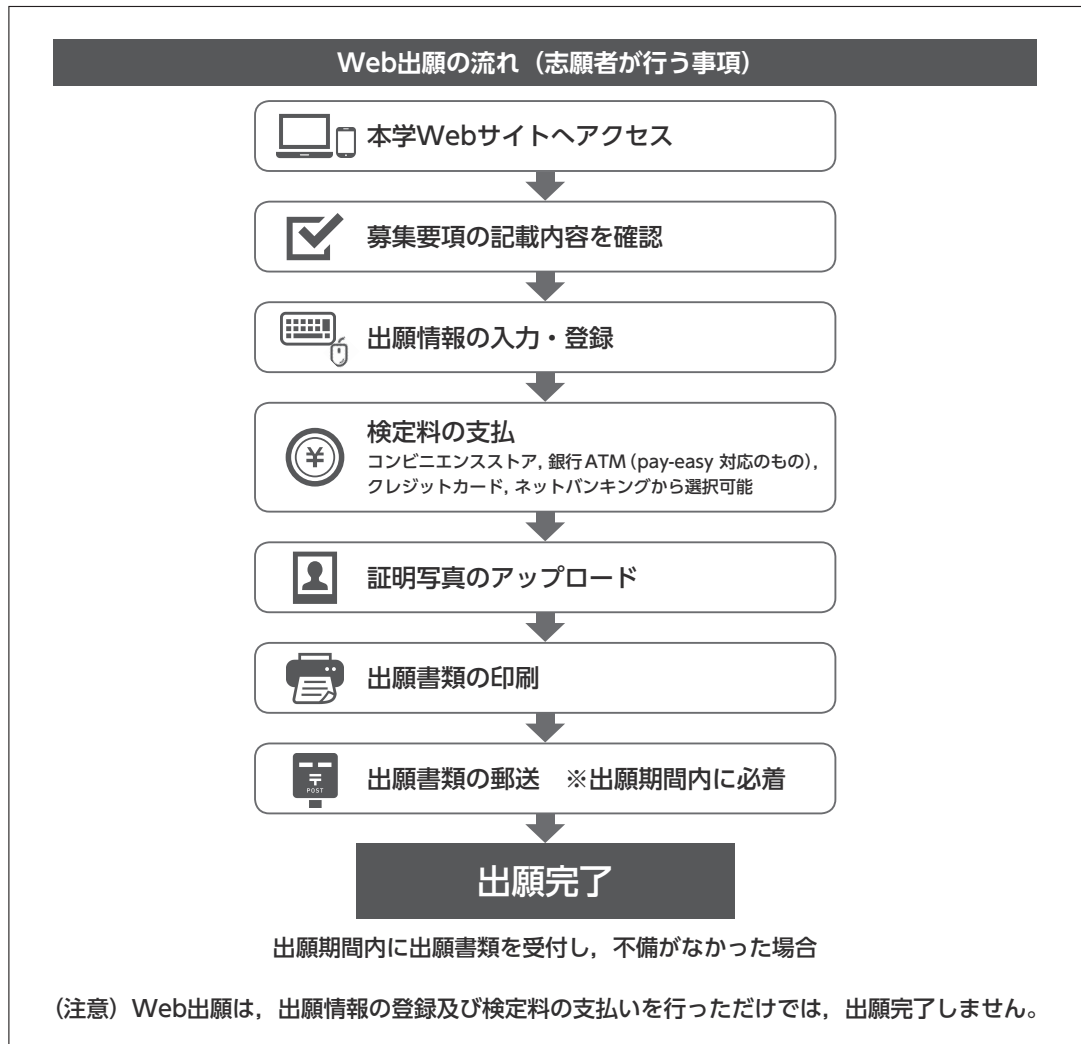 Web出願の流れ（志願者が行う事項）
本学Webサイトへアクセス
募集要項の記載内容を確認
出願情報の入力・登録
¥
検定料の支払
コンビニエンスストア，銀行ATM（pay-easy 対応のもの），
クレジットカード，ネットバンキングから選択可能
証明写真のアップロード
出願書類の印刷
〒
POST
出願書類の郵送　※出願期間内に必着
出願完了
出願期間内に出願書類を受付し，不備がなかった場合
（注意）Web出願は，出願情報の登録及び検定料の支払いを行っただけでは，出願完了しません。